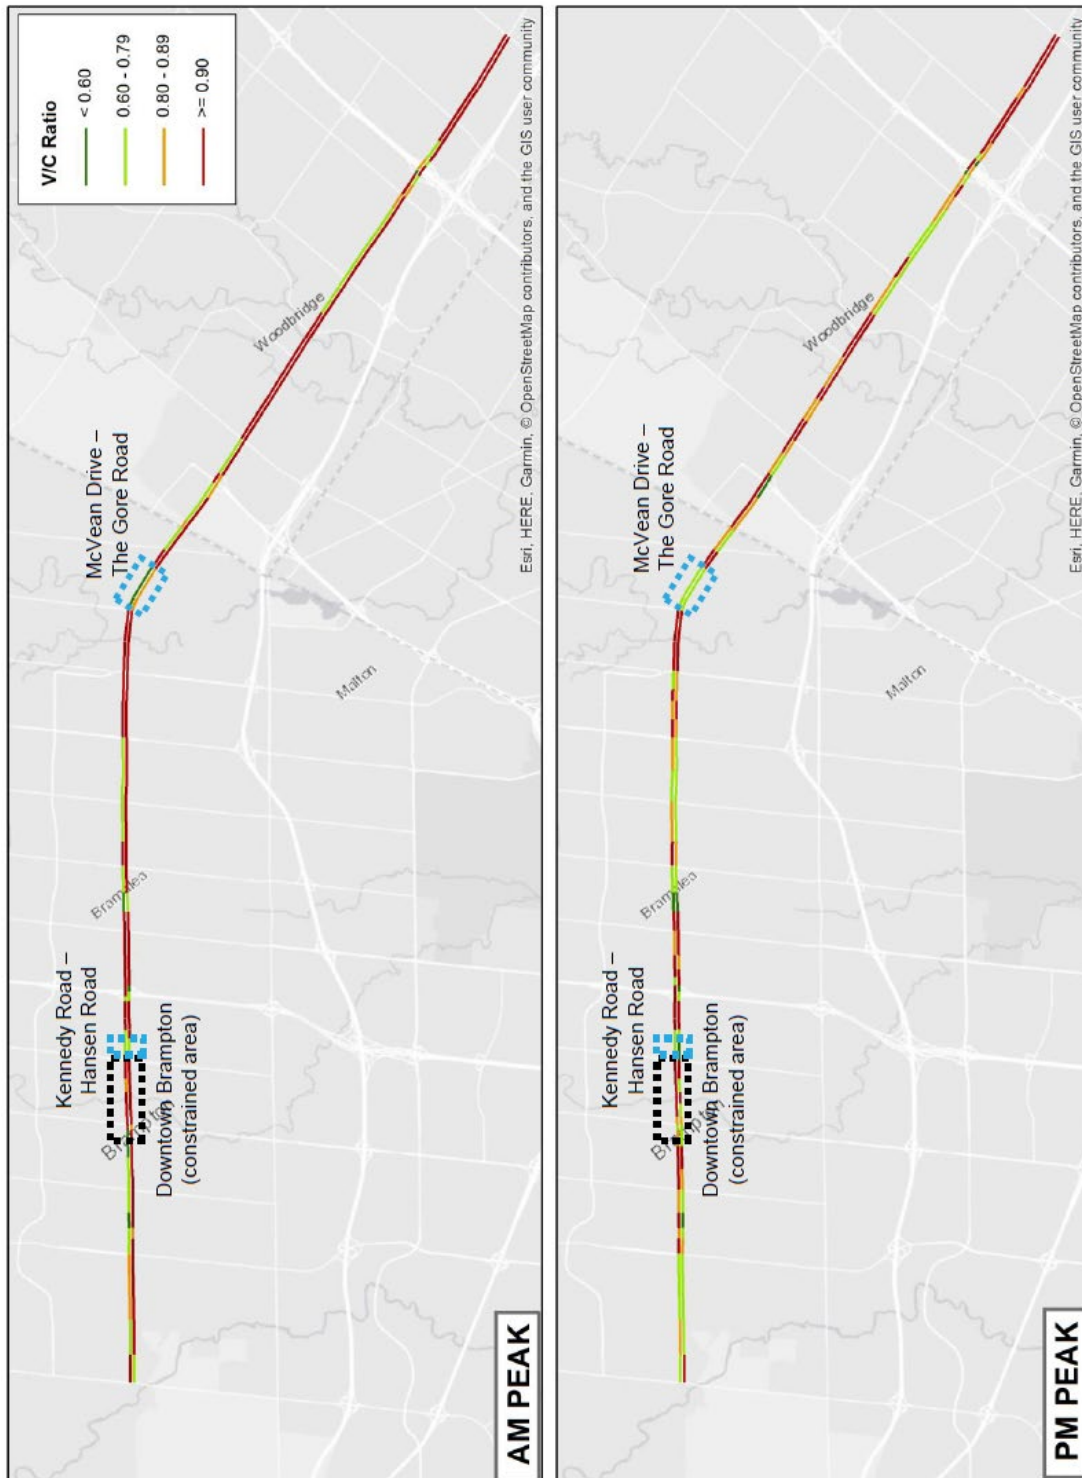 V/C Ratio
< 0.60
0.60 - 0.79
0.80 - 0.89
>= 0.90
McVean Drive –
The Gore Road
Woodbridge
Malton
Bramalea
Kennedy Road –
Hansen Road
Brampton
Downtown Brampton
(constrained area)
AM PEAK
Esri, HERE, Garmin, © OpenStreetMap contributors, and the GIS user community
McVean Drive –
The Gore Road
Woodbridge
Malton
Bramalea
Kennedy Road –
Hansen Road
Brampton
Downtown Brampton
(constrained area)
PM PEAK
Esri, HERE, Garmin, © OpenStreetMap contributors, and the GIS user community